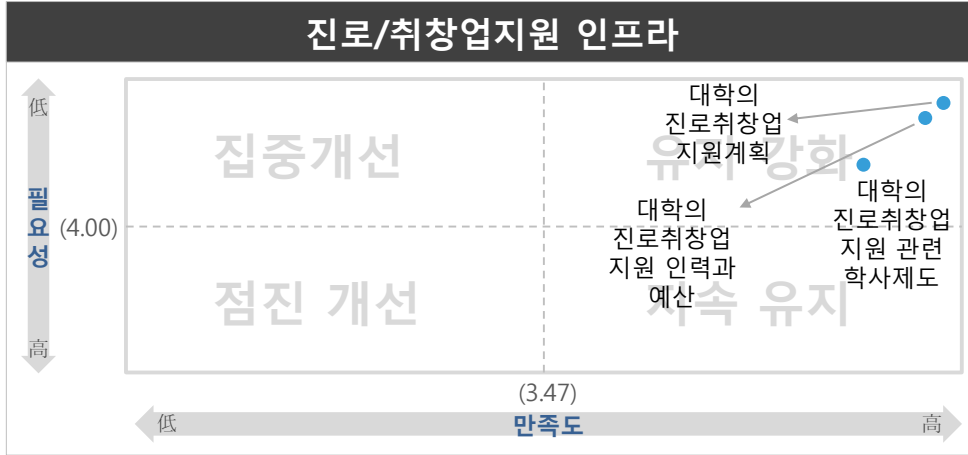 진로/취창업지원 인프라
低
필
요
성
高
(4.00)
집중개선
유지 강화
점진 개선
지속 유지
대학의
진로취창업
지원계획
대학의
진로취창업
지원 인력과
예산
대학의
진로취창업
지원 관련
학사제도
(3.47)
低
만족도
高